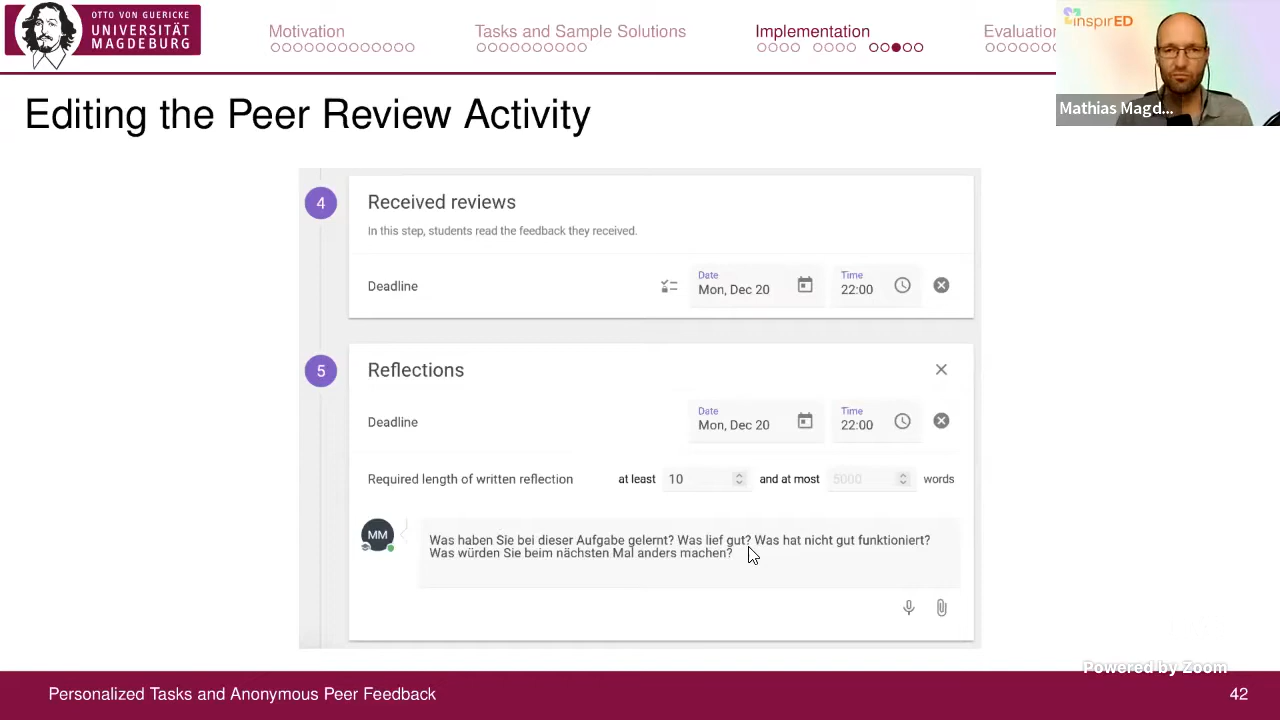 OTTO VON GUERICKE
UNIVERSITÄT
MAGDEBURG
Motivation
Tasks and Sample Solutions
Implementation
Evaluation
inspirED
Mathias Magd...
Editing the Peer Review Activity
4
Received reviews
In this step, students read the feedback they received.
Deadline
Date
Mon, Dec 20
Time
22:00
5
Reflections
Deadline
Date
Mon, Dec 20
Time
22:00
Required length of written reflection at least 10 and at most 5000 words
MM
Was haben Sie bei dieser Aufgabe gelernt? Was lief gut? Was hat nicht gut funktioniert?
Was würden Sie beim nächsten Mal anders machen?
Powered by Zoom
Personalized Tasks and Anonymous Peer Feedback
42